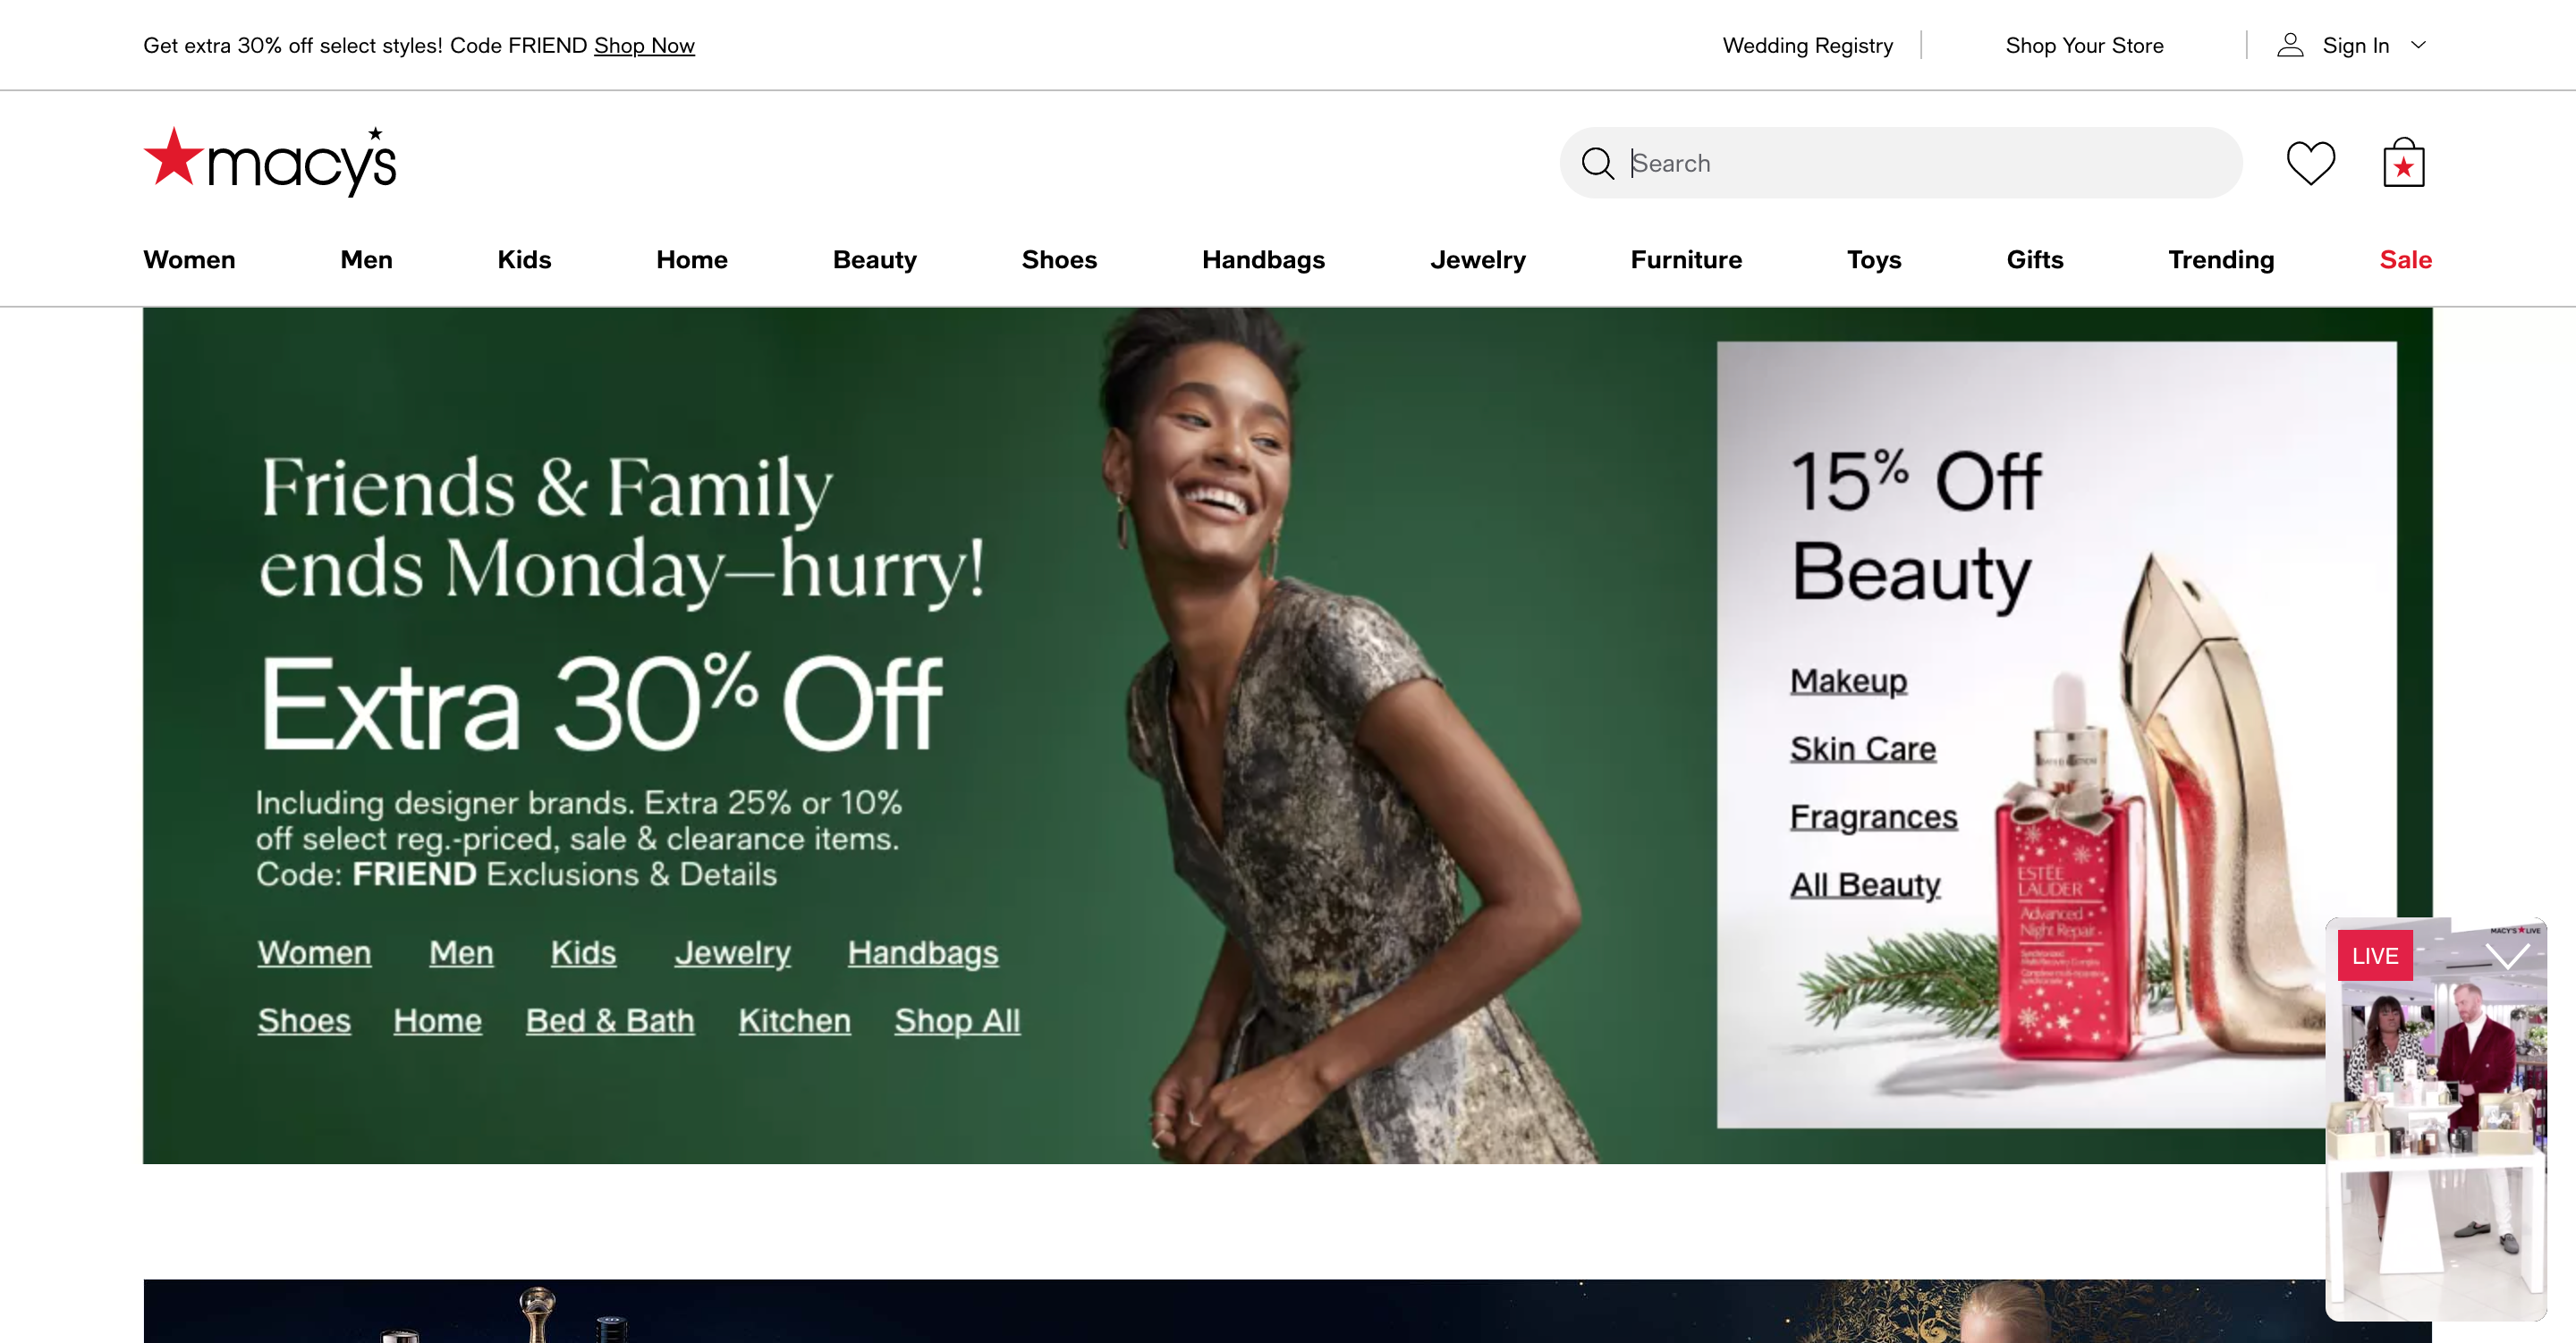 Get extra 30% off select styles! Code FRIEND Shop Now
Wedding Registry
Shop Your Store
Sign In
macy's
Search
Women Men Kids Home Beauty Shoes Handbags Jewelry Furniture Toys Gifts Trending Sale
Friends & Family
ends Monday—hurry!
Extra 30% Off
Including designer brands. Extra 25% or 10%
off select reg.-priced, sale & clearance items.
Code: FRIEND Exclusions & Details
Women Men Kids Jewelry Handbags
Shoes Home Bed & Bath Kitchen Shop All
15% Off
Beauty
Makeup
Skin Care
Fragrances
All Beauty
ESTĒE
LAUDER
Advanced
Night Repair
MACY'S LIVE
LIVE